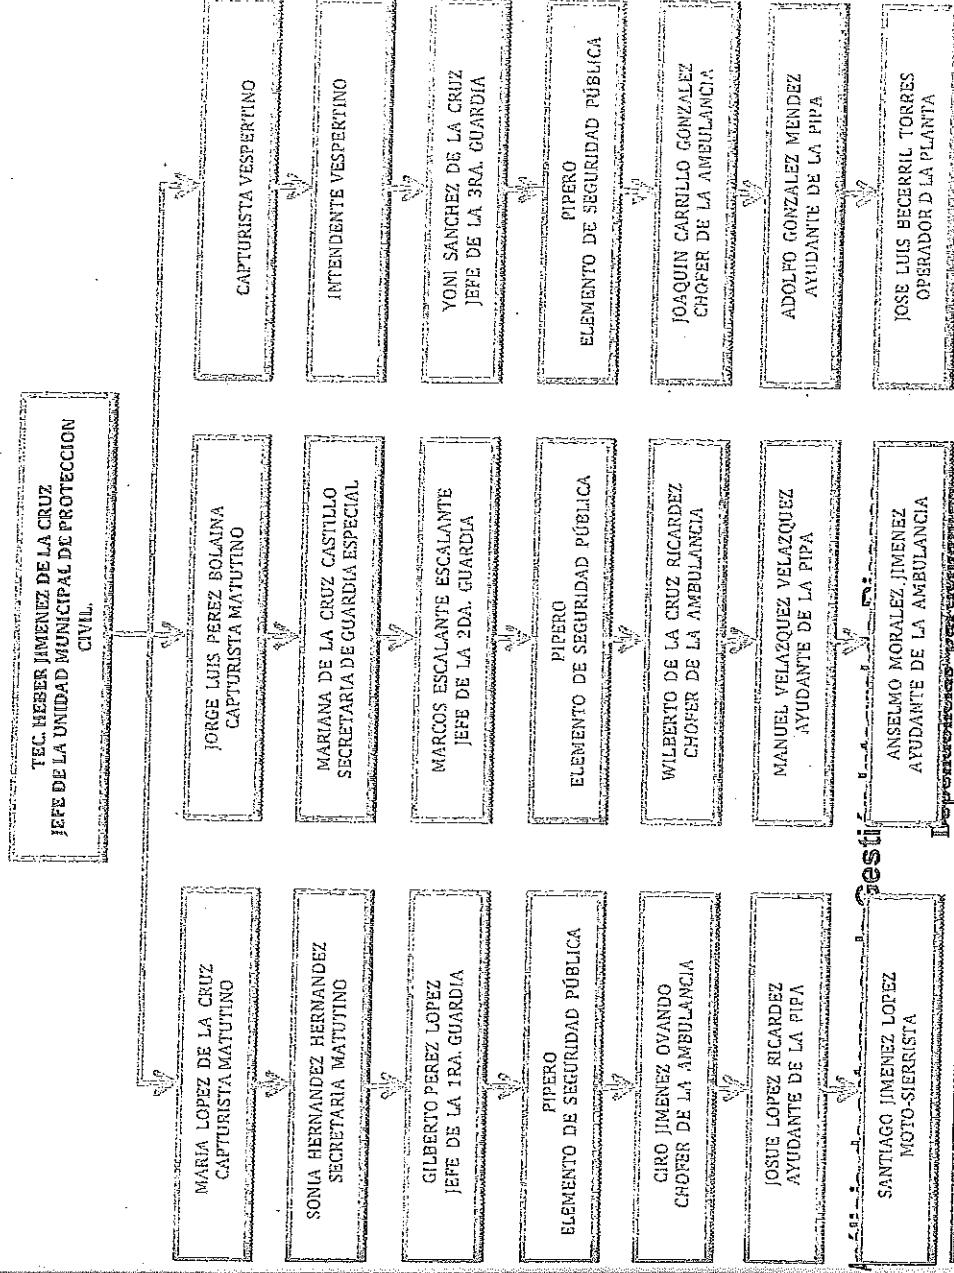 TEC. HEBER JIMENEZ DE LA CRUZ
JEFE DE LA UNIDAD MUNICIPAL DE PROTECCION
CIVIL.
MARIA LOPEZ DE LA CRUZ
CAPTURISTA MATUTINO
SONIA HERNANDEZ HERNANDEZ
SECRETARIA MATUTINO
GILBERTO PEREZ LOPEZ
JEFE DE LA 1RA. GUARDIA
PIPERO
ELEMENTO DE SEGURIDAD PÚBLICA
CIRO JIMENEZ OVANDO
CHOFER DE LA AMBULANCIA
JOSUE LOPEZ RICARDEZ
AYUDANTE DE LA PIPA
SANTIAGO JIMENEZ LOPEZ
MOTO-SIERRISTA
JORGE LUIS PEREZ BOLAINA
CAPTURISTA MATUTINO
MARIANA DE LA CRUZ CASTILLO
SECRETARIA DE GUARDIA ESPECIAL
MARCOS ESCALANTE ESCALANTE
JEFE DE LA 2DA. GUARDIA
PIPERO
ELEMENTO DE SEGURIDAD PÚBLICA
WILBERTO DE LA CRUZ RICARDEZ
CHOFER DE LA AMBULANCIA
MANUEL VELAZQUEZ VELAZQUEZ
AYUDANTE DE LA PIPA
ANSELMO MORALEZ JIMENEZ
AYUDANTE DE LA AMBULANCIA
CAPTURISTA VESPERTINO
INTENDENTE VESPERTINO
YONI SANCHEZ DE LA CRUZ
JEFE DE LA 3RA. GUARDIA
PIPERO
ELEMENTO DE SEGURIDAD PÚBLICA
JOAQUIN CARRILLO GONZALEZ
CHOFER DE LA AMBULANCIA
ADOLFO GONZALEZ MENDEZ
AYUDANTE DE LA PIPA
JOSE LUIS BECERRIL TORRES
OPERADOR D LA PLANTA